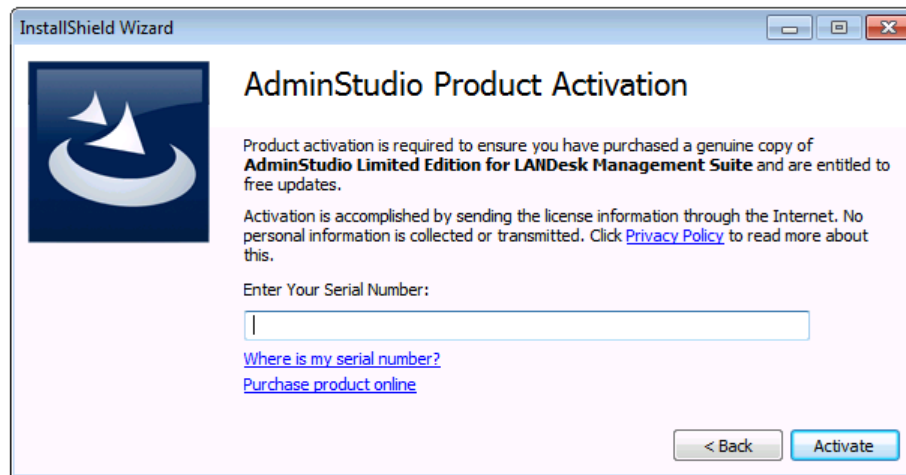 InstallShield Wizard
AdminStudio Product Activation
Product activation is required to ensure you have purchased a genuine copy of
AdminStudio Limited Edition for LANDesk Management Suite and are entitled to
free updates.
Activation is accomplished by sending the license information through the Internet. No
personal information is collected or transmitted. Click Privacy Policy to read more about
this.
Enter Your Serial Number:
Where is my serial number?
Purchase product online
< Back
Activate